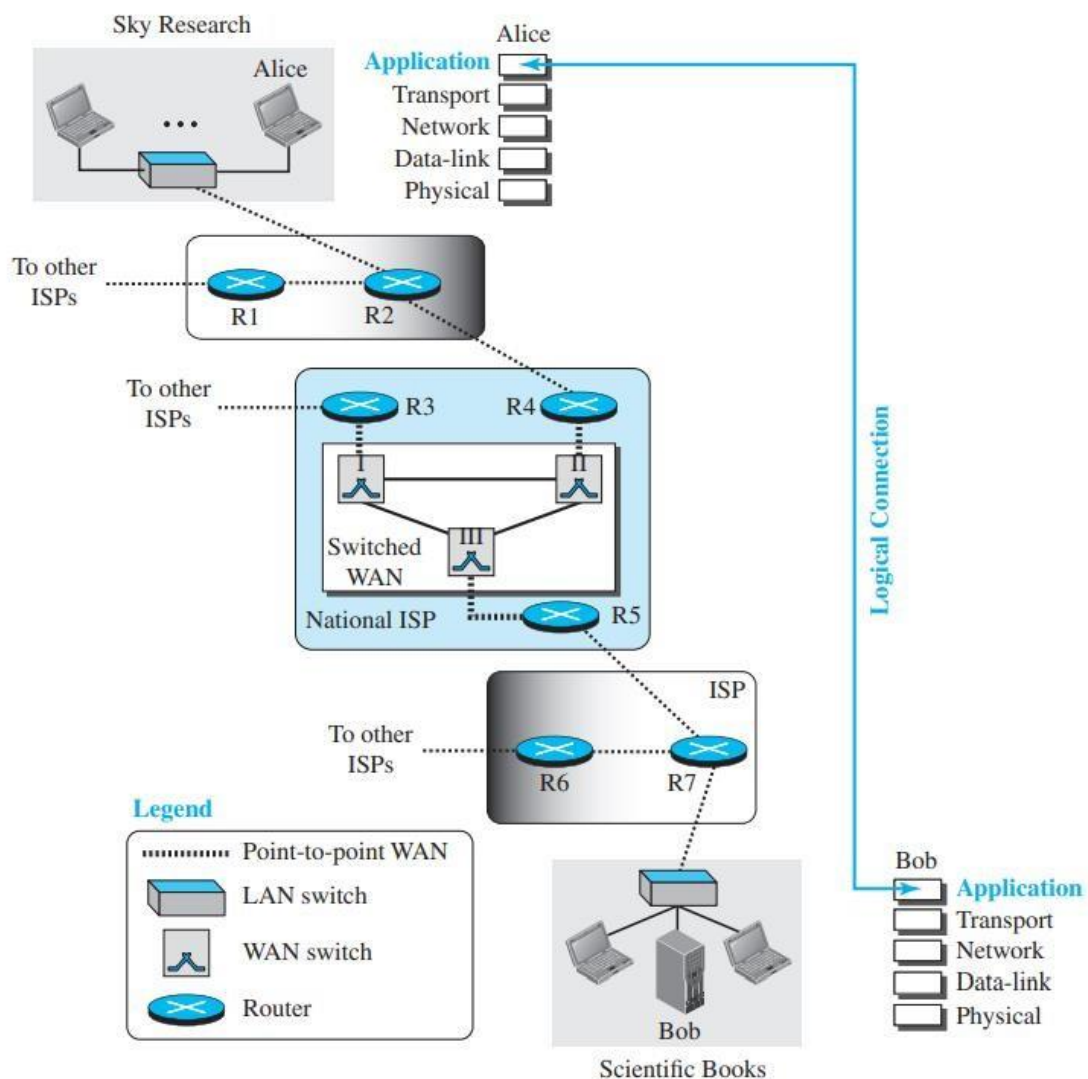 Sky Research
Alice
Alice
Application
Transport
Network
Data-link
Physical
To other
ISPs
R1
R2
To other
ISPs
R3
R4
I
II
III
Switched
WAN
National ISP
R5
Logical Connection
ISP
To other
ISPs
R6
R7
Legend
Point-to-point WAN
LAN switch
WAN switch
Router
Bob
Scientific Books
Bob
Application
Transport
Network
Data-link
Physical